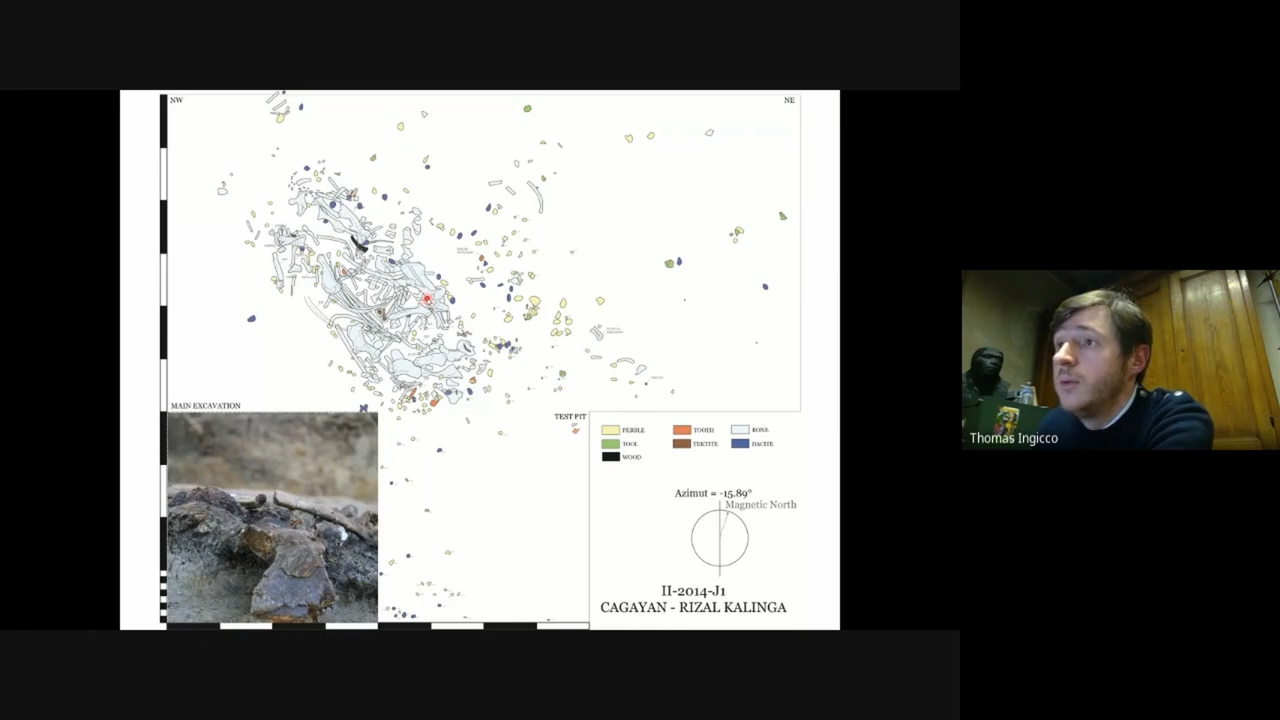 NW
NE
MAIN EXCAVATION
TEST PIT
PEBBLE
TOOTH
BONE
TOOL
TEKTITE
DACITE
WOOD
Azimut = -15.89°
Magnetic North
II-2014-J1
CAGAYAN - RIZAL KALINGA
Thomas Ingicco